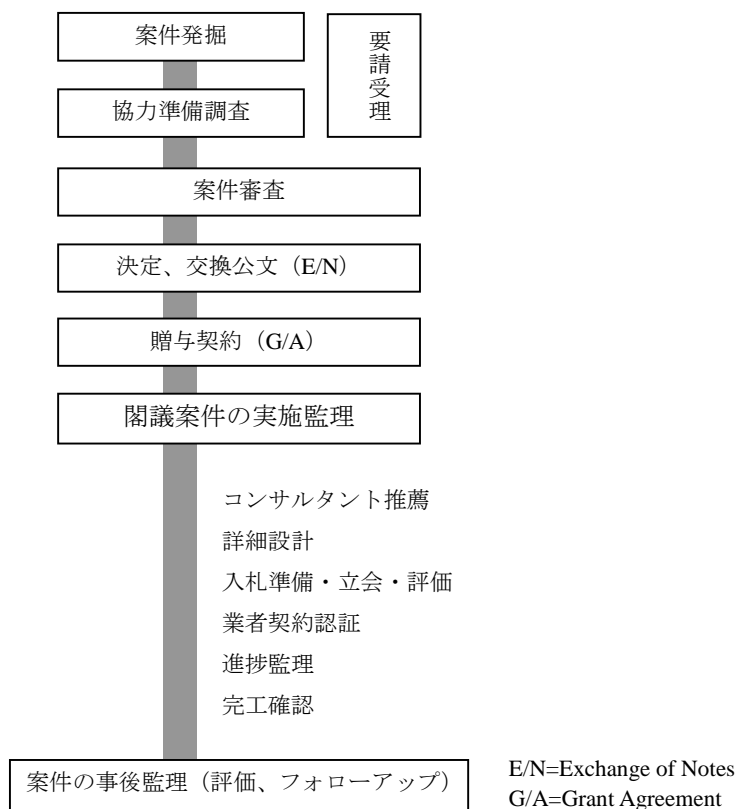 案件発掘
要請受理
協力準備調査
案件審査
決定、交換公文（E/N）
贈与契約（G/A）
閣議案件の実施監理
コンサルタント推薦
詳細設計
入札準備・立会・評価
業者契約認証
進捗監理
完工確認
案件の事後監理（評価、フォローアップ）
E/N=Exchange of Notes
G/A=Grant Agreement